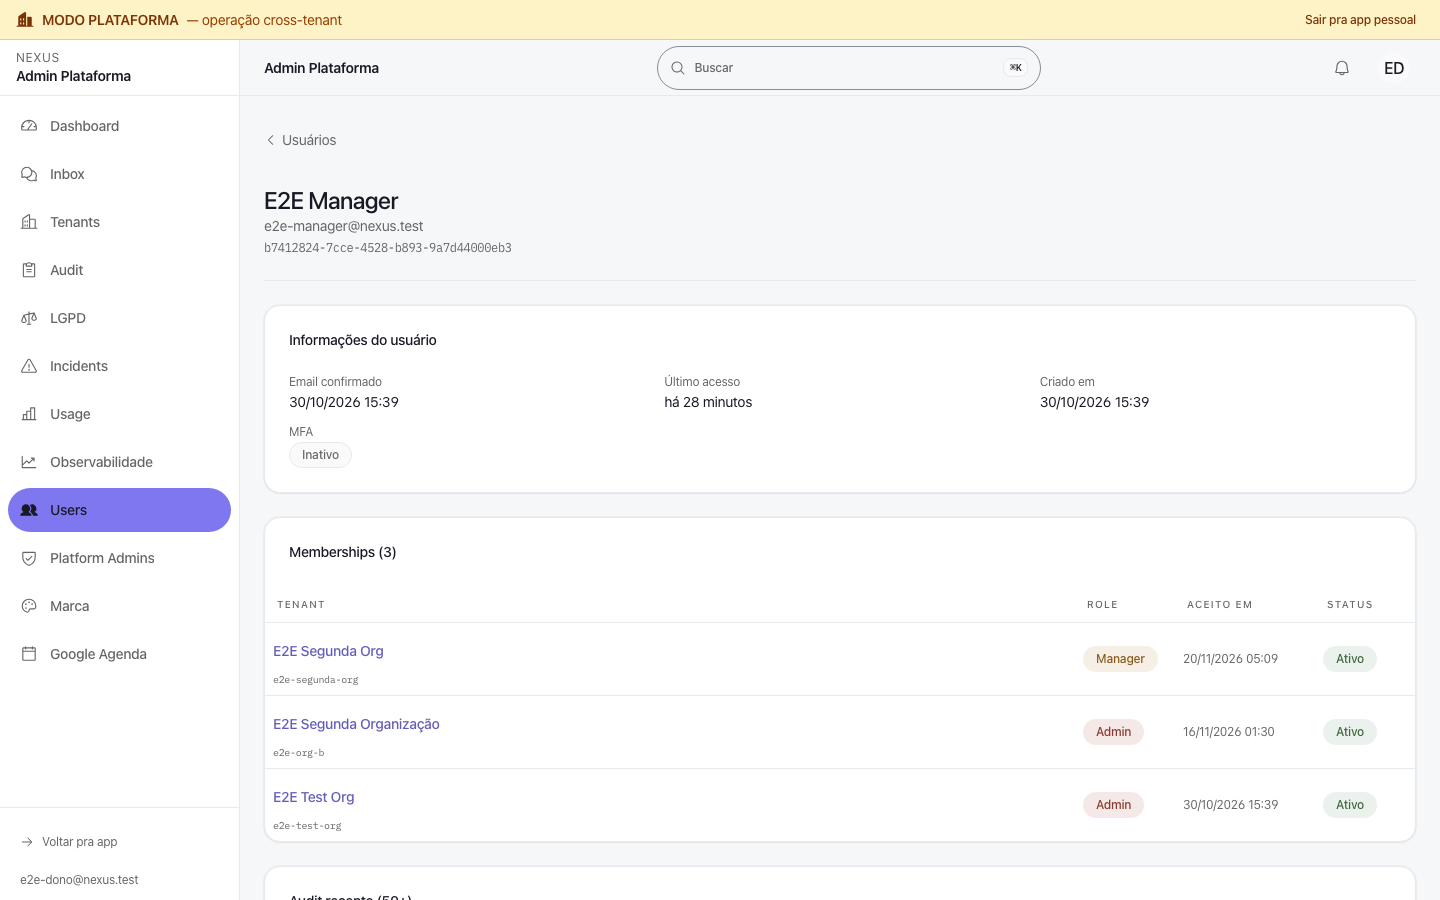 MODO PLATAFORMA — operação cross-tenant
Sair pra app pessoal
NEXUS
Admin Plataforma
Admin Plataforma
Buscar
⌘K
ED
Dashboard
Inbox
Tenants
Audit
LGPD
Incidents
Usage
Observabilidade
Users
Platform Admins
Marca
Google Agenda
Voltar pra app
e2e-dono@nexus.test
Usuários
E2E Manager
e2e-manager@nexus.test
b7412824-7cce-4528-b893-9a7d44000eb3
Informações do usuário
Email confirmado
30/10/2026 15:39
Último acesso
há 28 minutos
Criado em
30/10/2026 15:39
MFA
Inativo
Memberships (3)
TENANT ROLE ACEITO EM STATUS
E2E Segunda Org
e2e-segunda-org
Manager 20/11/2026 05:09 Ativo
E2E Segunda Organização
e2e-org-b
Admin 16/11/2026 01:30 Ativo
E2E Test Org
e2e-test-org
Admin 30/10/2026 15:39 Ativo
Audit recente (50+)